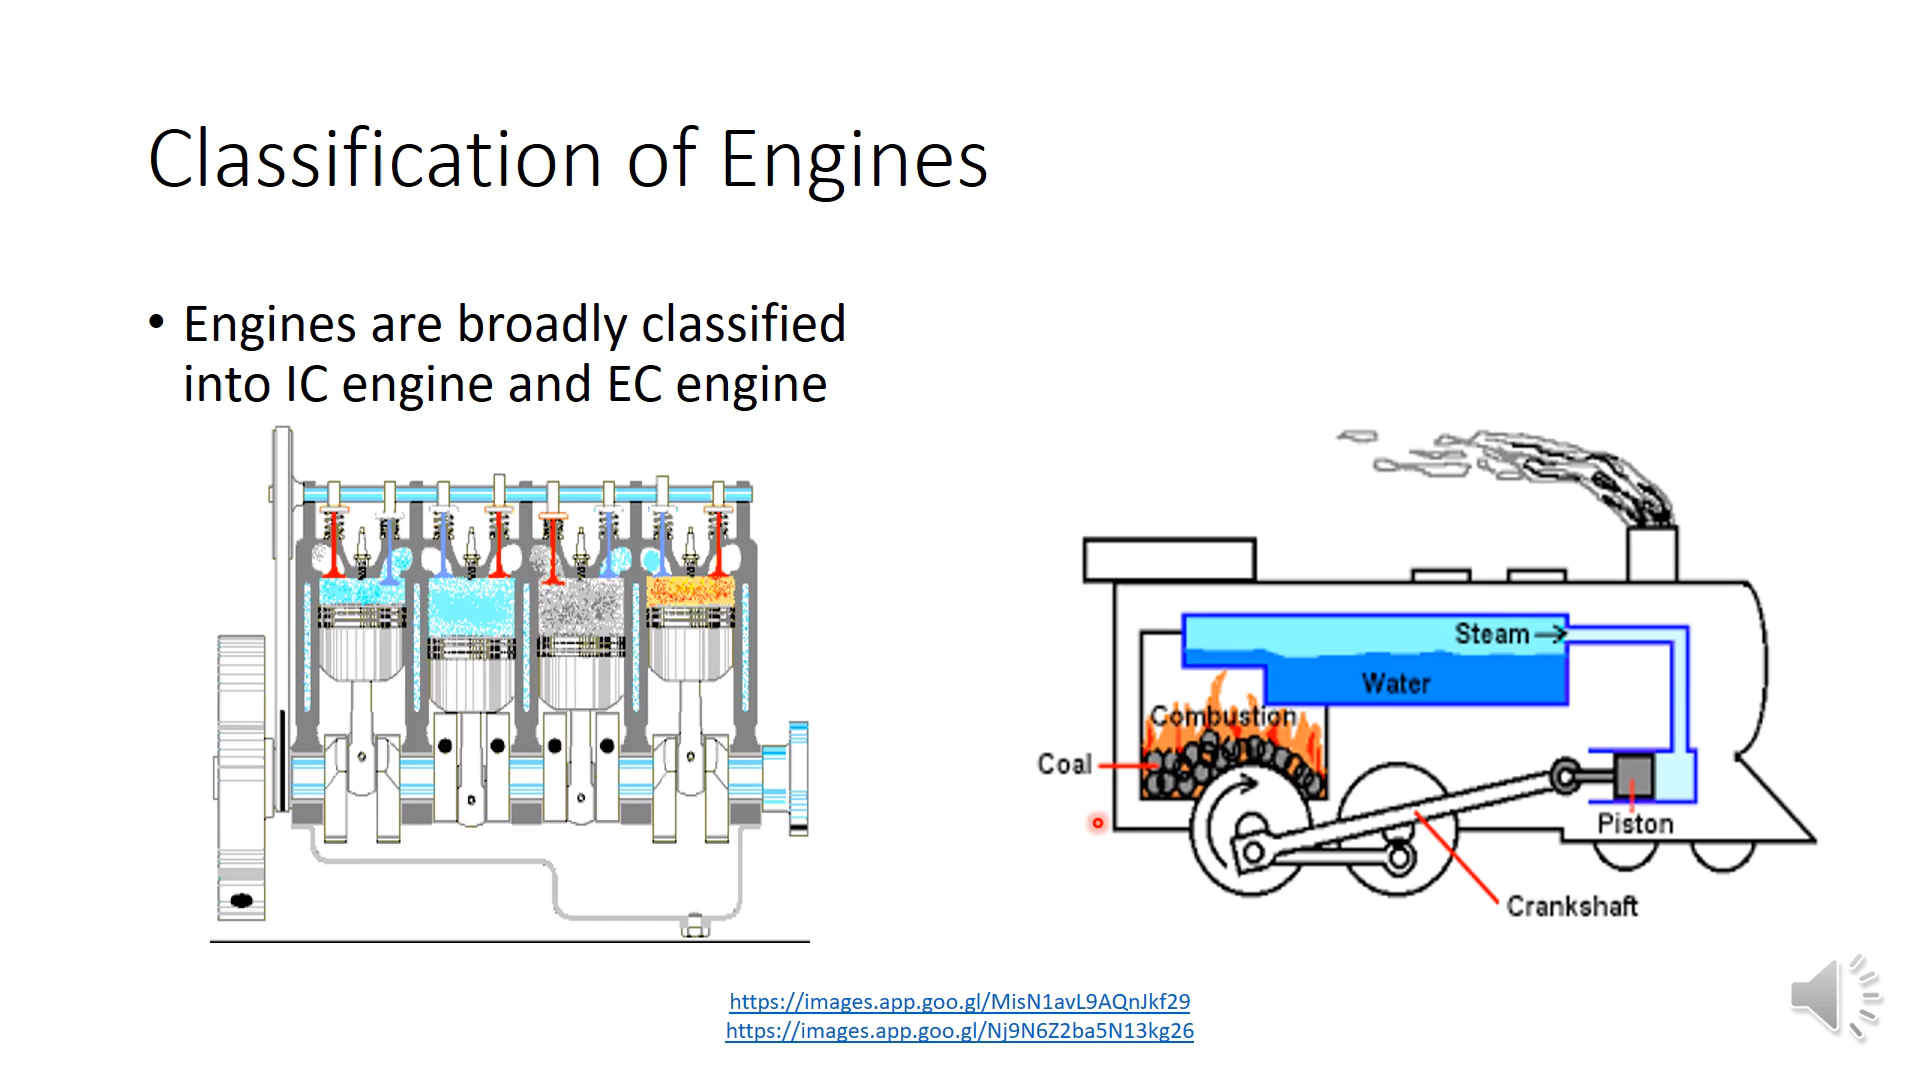 Classification of Engines
• Engines are broadly classified
into IC engine and EC engine
Steam
Water
Combustion
Coal
Piston
Crankshaft
https://images.app.goo.gl/MisN1avL9AQnJkf29
https://images.app.goo.gl/Nj9N6Z2ba5N13kg26